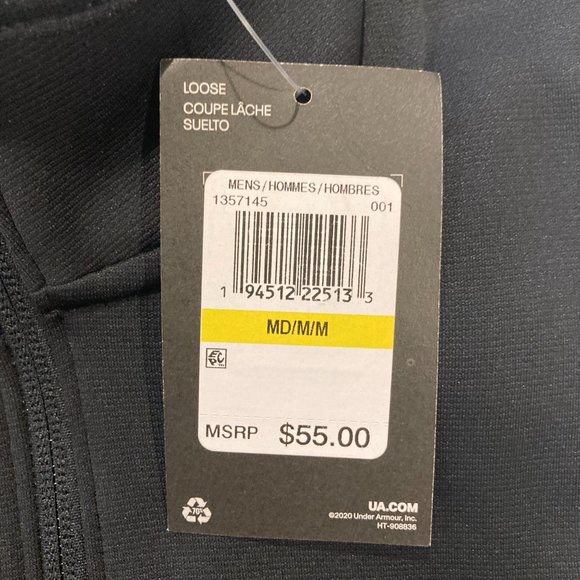 LOOSE
COUPE LÂCHE
SUELTO
MENS/HOMMES/HOMBRES
1357145 001
1 94512 22513 3
MD/M/M
MSRP $55.00
70%
UA.COM
©2020 Under Armour, Inc.
HT-908836